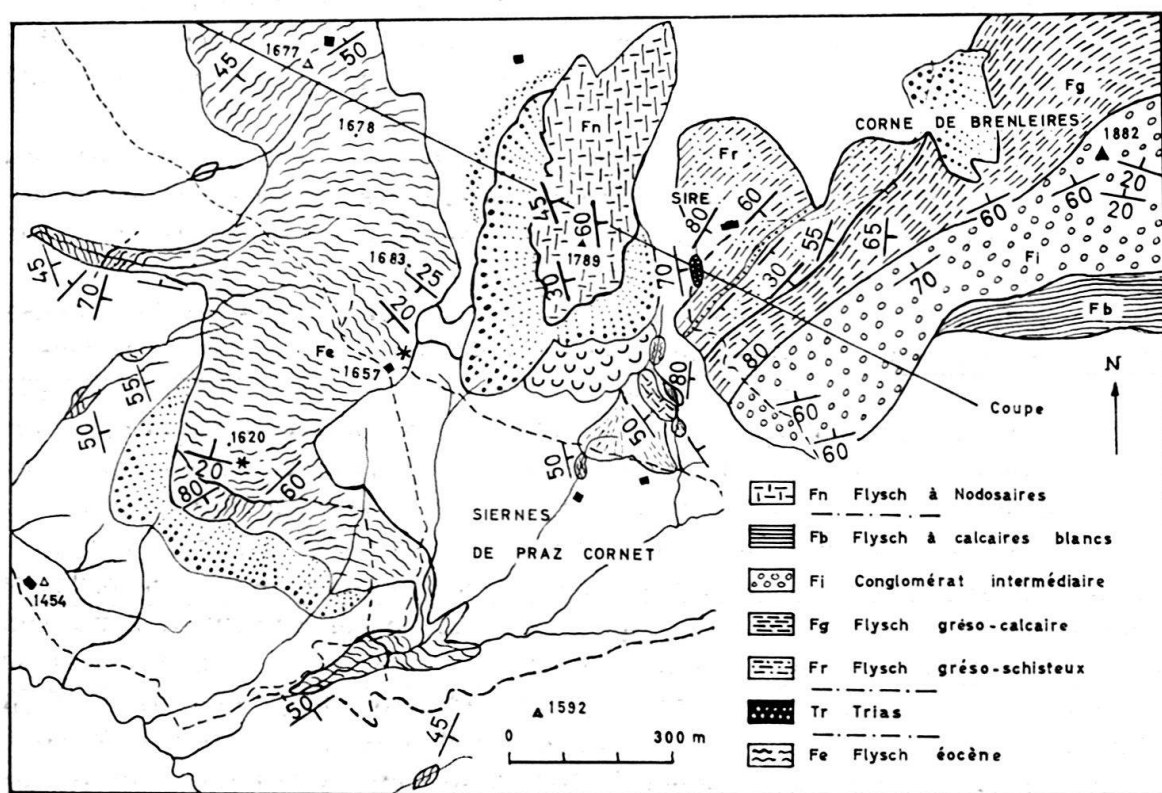 1677
50
45
1678
Fn
Fg
CORNE DE BRENLEIRES
1882
20
20
Fr
SIRE
80
60
60
60
45
60
1789
30
70
55
65
30
Fi
70
1683
25
20
45
70
Fb
Fe
1657
80
80
N
55
50
50
50
60
60
Coupe
1620
20
80
60
SIERNES
DE PRAZ CORNET
1454
50
1592
45
0 300 m
Fn Flysch à Nodosaires
Fb Flysch à calcaires blancs
Fi Conglomérat intermédiaire
Fg Flysch gréso-calcaire
Fr Flysch gréso-schisteux
Tr Trias
Fe Flysch éocène